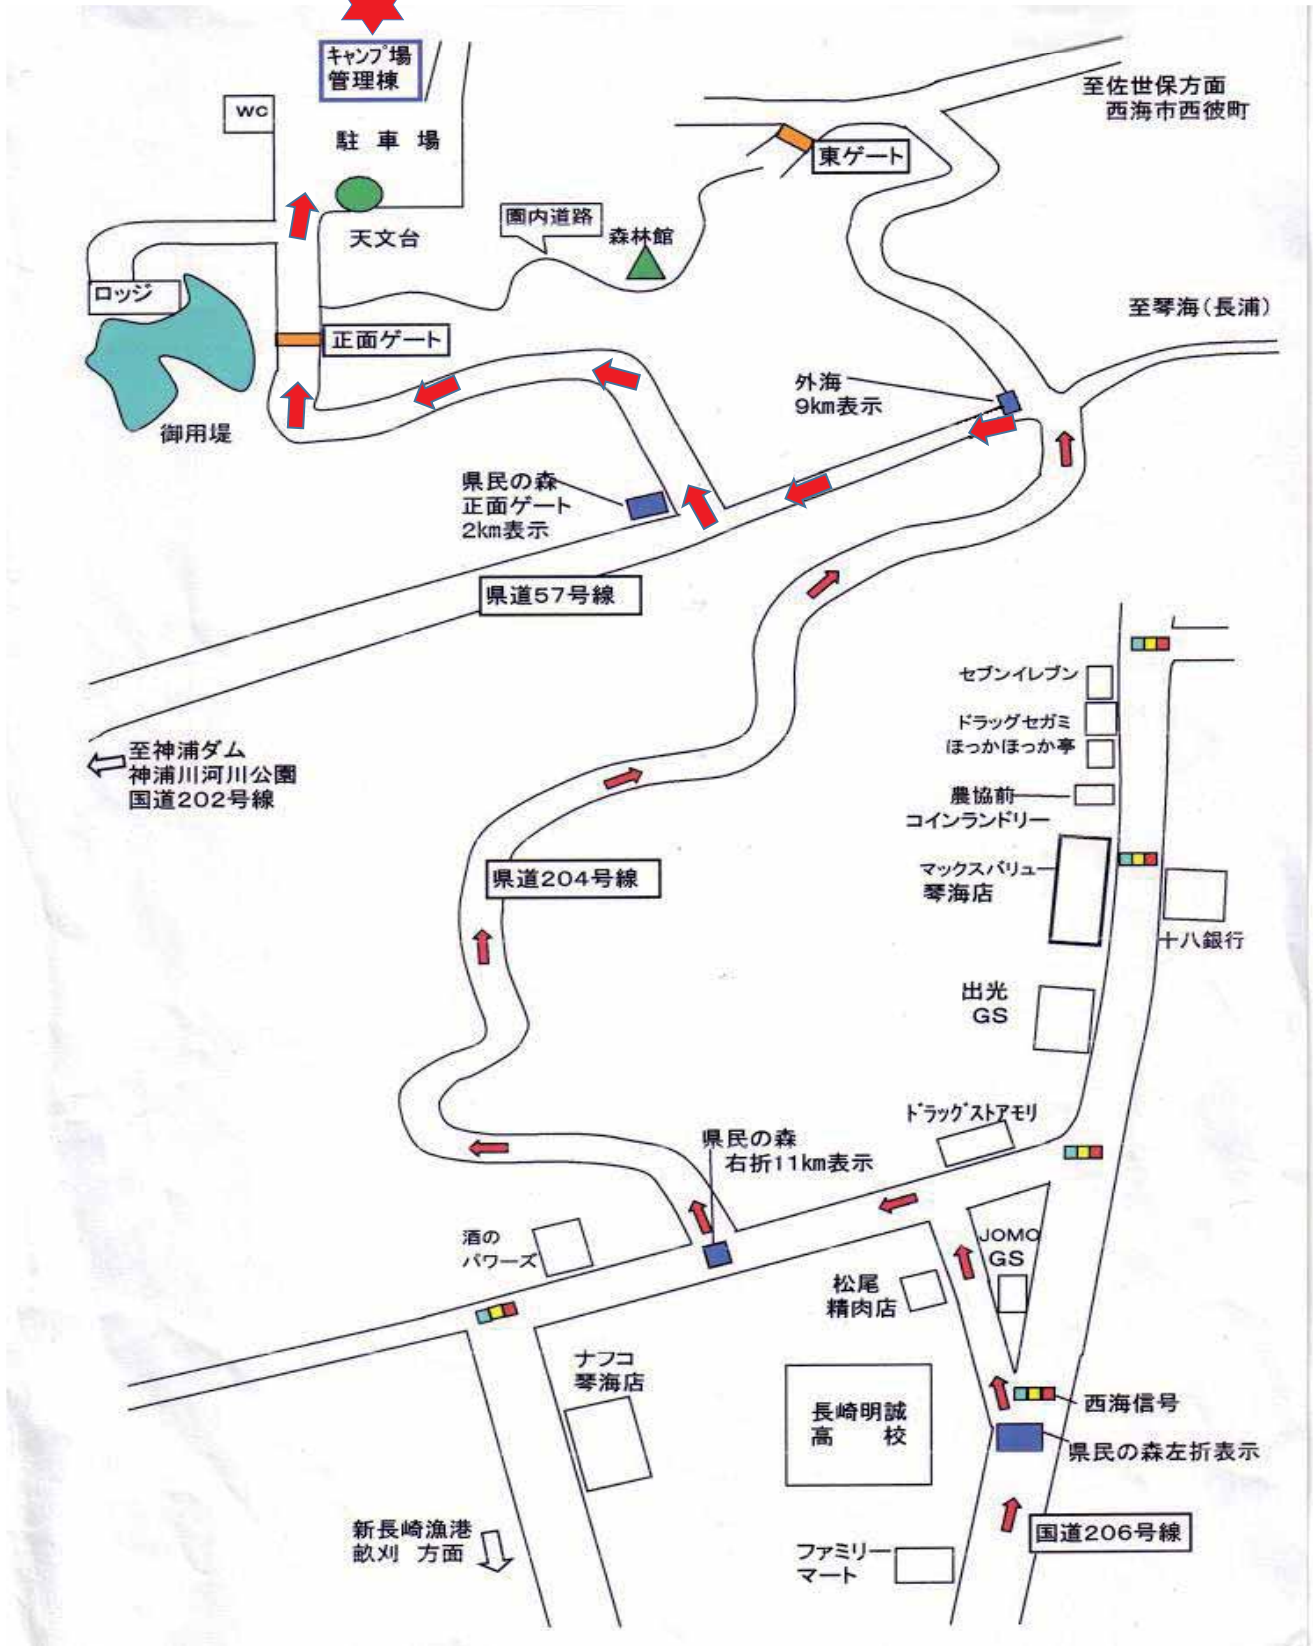 キャンプ場
管理棟
WC
駐車場
天文台
園内道路
森林館
東ゲート
至佐世保方面
西海市西彼町
ロッジ
正面ゲート
御用堤
至琴海(長浦)
外海
9km表示
県民の森
正面ゲート
2km表示
県道57号線
至神浦ダム
神浦川河川公園
国道202号線
セブンイレブン
ドラッグセガミ
ほっかほっか亭
農協前
コインランドリー
マックスバリュー
琴海店
十八銀行
県道204号線
出光
GS
ドラッグストアモリ
県民の森
右折11km表示
酒の
パワーズ
JOMO
GS
松尾
精肉店
ナフコ
琴海店
長崎明誠
高校
西海信号
県民の森左折表示
新長崎漁港
畝刈 方面
国道206号線
ファミリー
マート